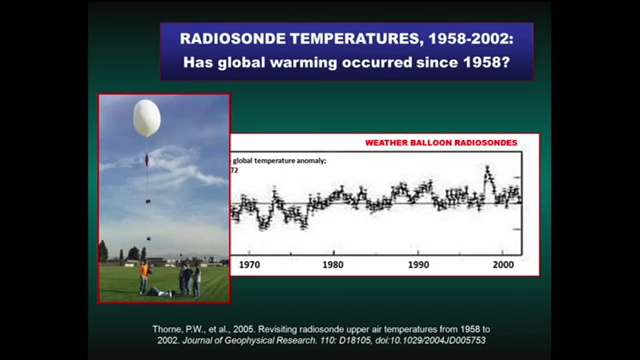 RADIOSONDE TEMPERATURES, 1958-2002:
Has global warming occurred since 1958?
WEATHER BALLOON RADIOSONDES
global temperature anomaly;
T2
1970 1980 1990 2000
Thorne, P.W., et al., 2005. Revisiting radiosonde upper air temperatures from 1958 to
2002. Journal of Geophysical Research. 110: D18105, doi:10.1029/2004JD005753